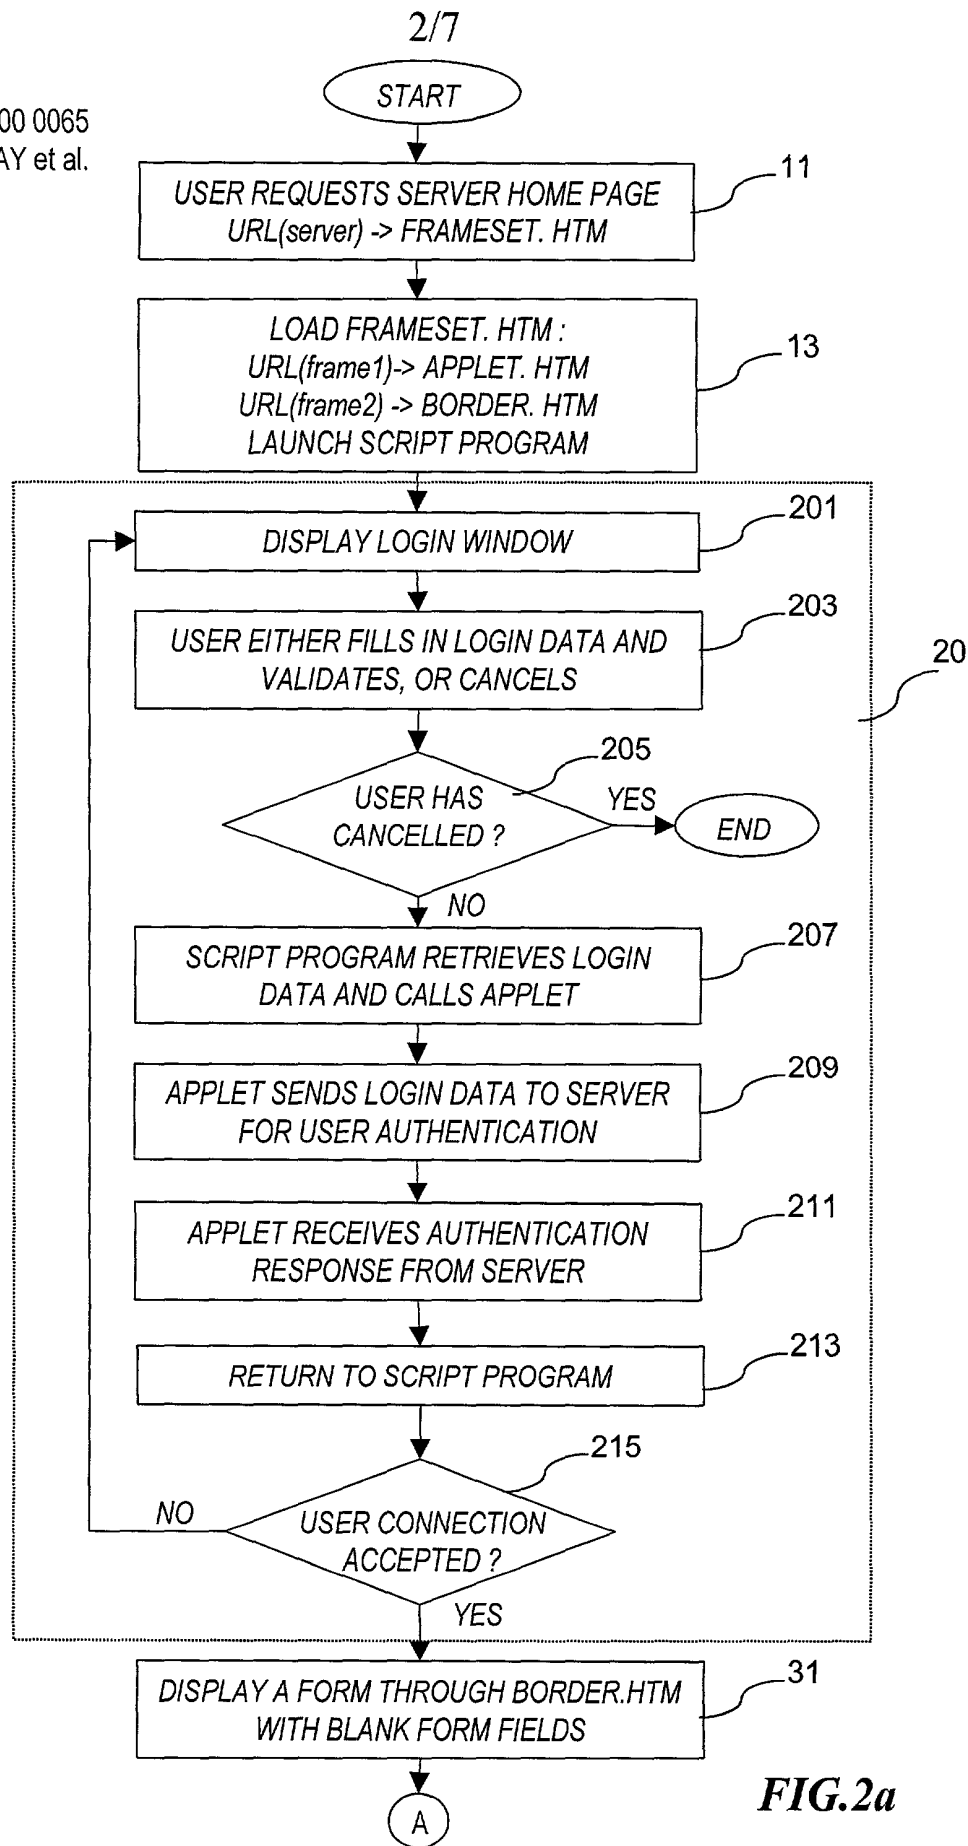 2/7
00 0065
AY et al.
START
11
USER REQUESTS SERVER HOME PAGE
URL(server) -> FRAMESET. HTM
13
LOAD FRAMESET. HTM :
URL(frame1)-> APPLET. HTM
URL(frame2) -> BORDER. HTM
LAUNCH SCRIPT PROGRAM
201
DISPLAY LOGIN WINDOW
203
USER EITHER FILLS IN LOGIN DATA AND
VALIDATES, OR CANCELS
20
205
USER HAS
CANCELLED ?
YES
END
NO
207
SCRIPT PROGRAM RETRIEVES LOGIN
DATA AND CALLS APPLET
209
APPLET SENDS LOGIN DATA TO SERVER
FOR USER AUTHENTICATION
211
APPLET RECEIVES AUTHENTICATION
RESPONSE FROM SERVER
213
RETURN TO SCRIPT PROGRAM
215
NO
USER CONNECTION
ACCEPTED ?
YES
31
DISPLAY A FORM THROUGH BORDER.HTM
WITH BLANK FORM FIELDS
A
FIG.2a